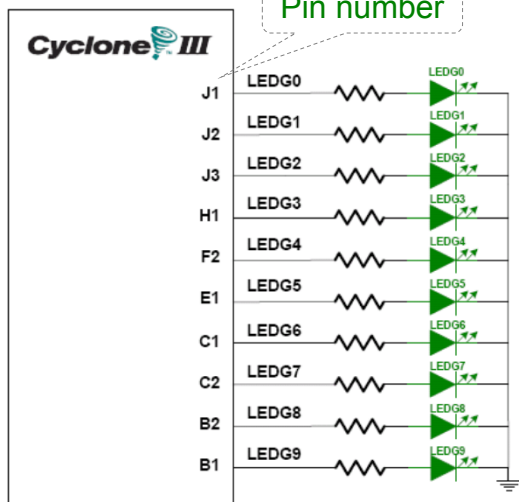 Pin number
Cyclone III
LEDG0
J1 LEDG0
LEDG1
J2 LEDG1
LEDG2
J3 LEDG2
LEDG3
H1 LEDG3
LEDG4
F2 LEDG4
LEDG5
E1 LEDG5
LEDG6
C1 LEDG6
LEDG7
C2 LEDG7
LEDG8
B2 LEDG8
LEDG9
B1 LEDG9